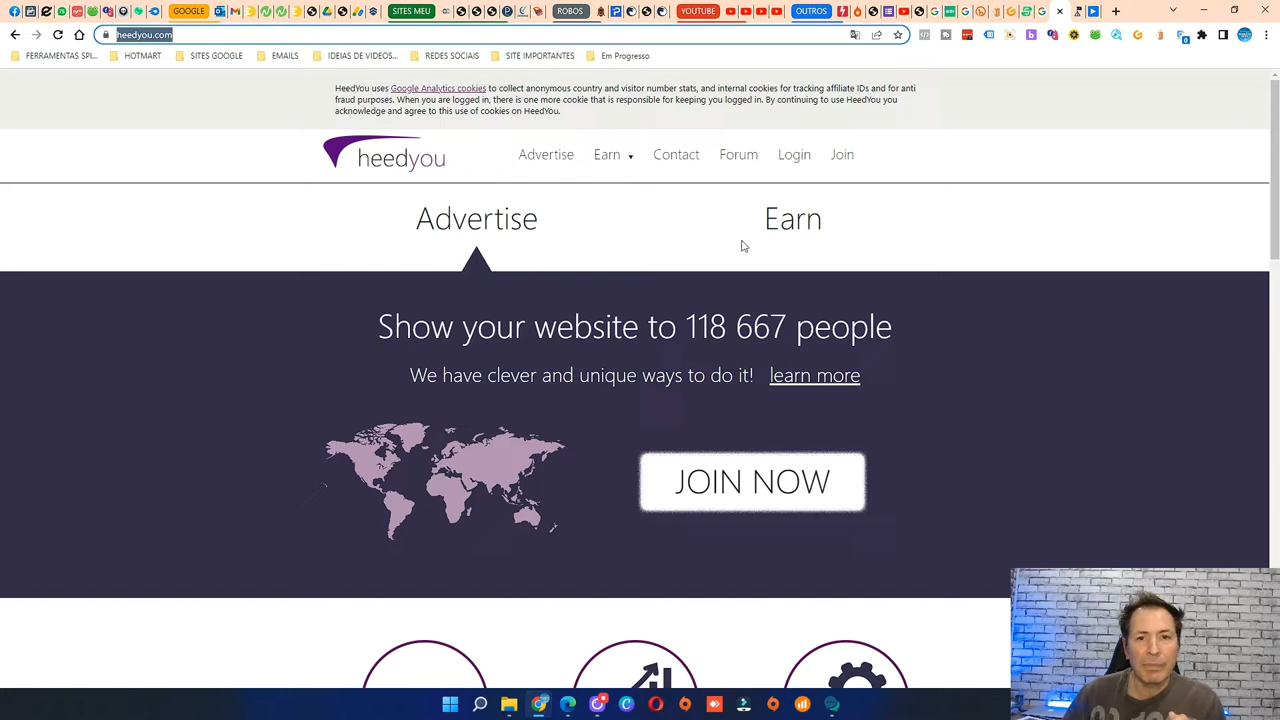 GOOGLE
SITES MEU
ROBOS
YOUTUBE
OUTROS
heedyou.com
FERRAMENTAS SPI...
HOTMART
SITES GOOGLE
EMAILS
IDEIAS DE VIDEOS...
REDES SOCIAIS
SITE IMPORTANTES
Em Progresso
HeedYou uses Google Analytics cookies to collect anonymous country and visitor number stats, and internal cookies for tracking affiliate IDs and for anti
fraud purposes. When you are logged in, there is one more cookie that is responsible for keeping you logged in. By continuing to use HeedYou you
acknowledge and agree to this use of cookies on HeedYou.
heedyou
Advertise
Earn
Contact
Forum
Login
Join
Advertise
Earn
Show your website to 118 667 people
We have clever and unique ways to do it! learn more
JOIN NOW